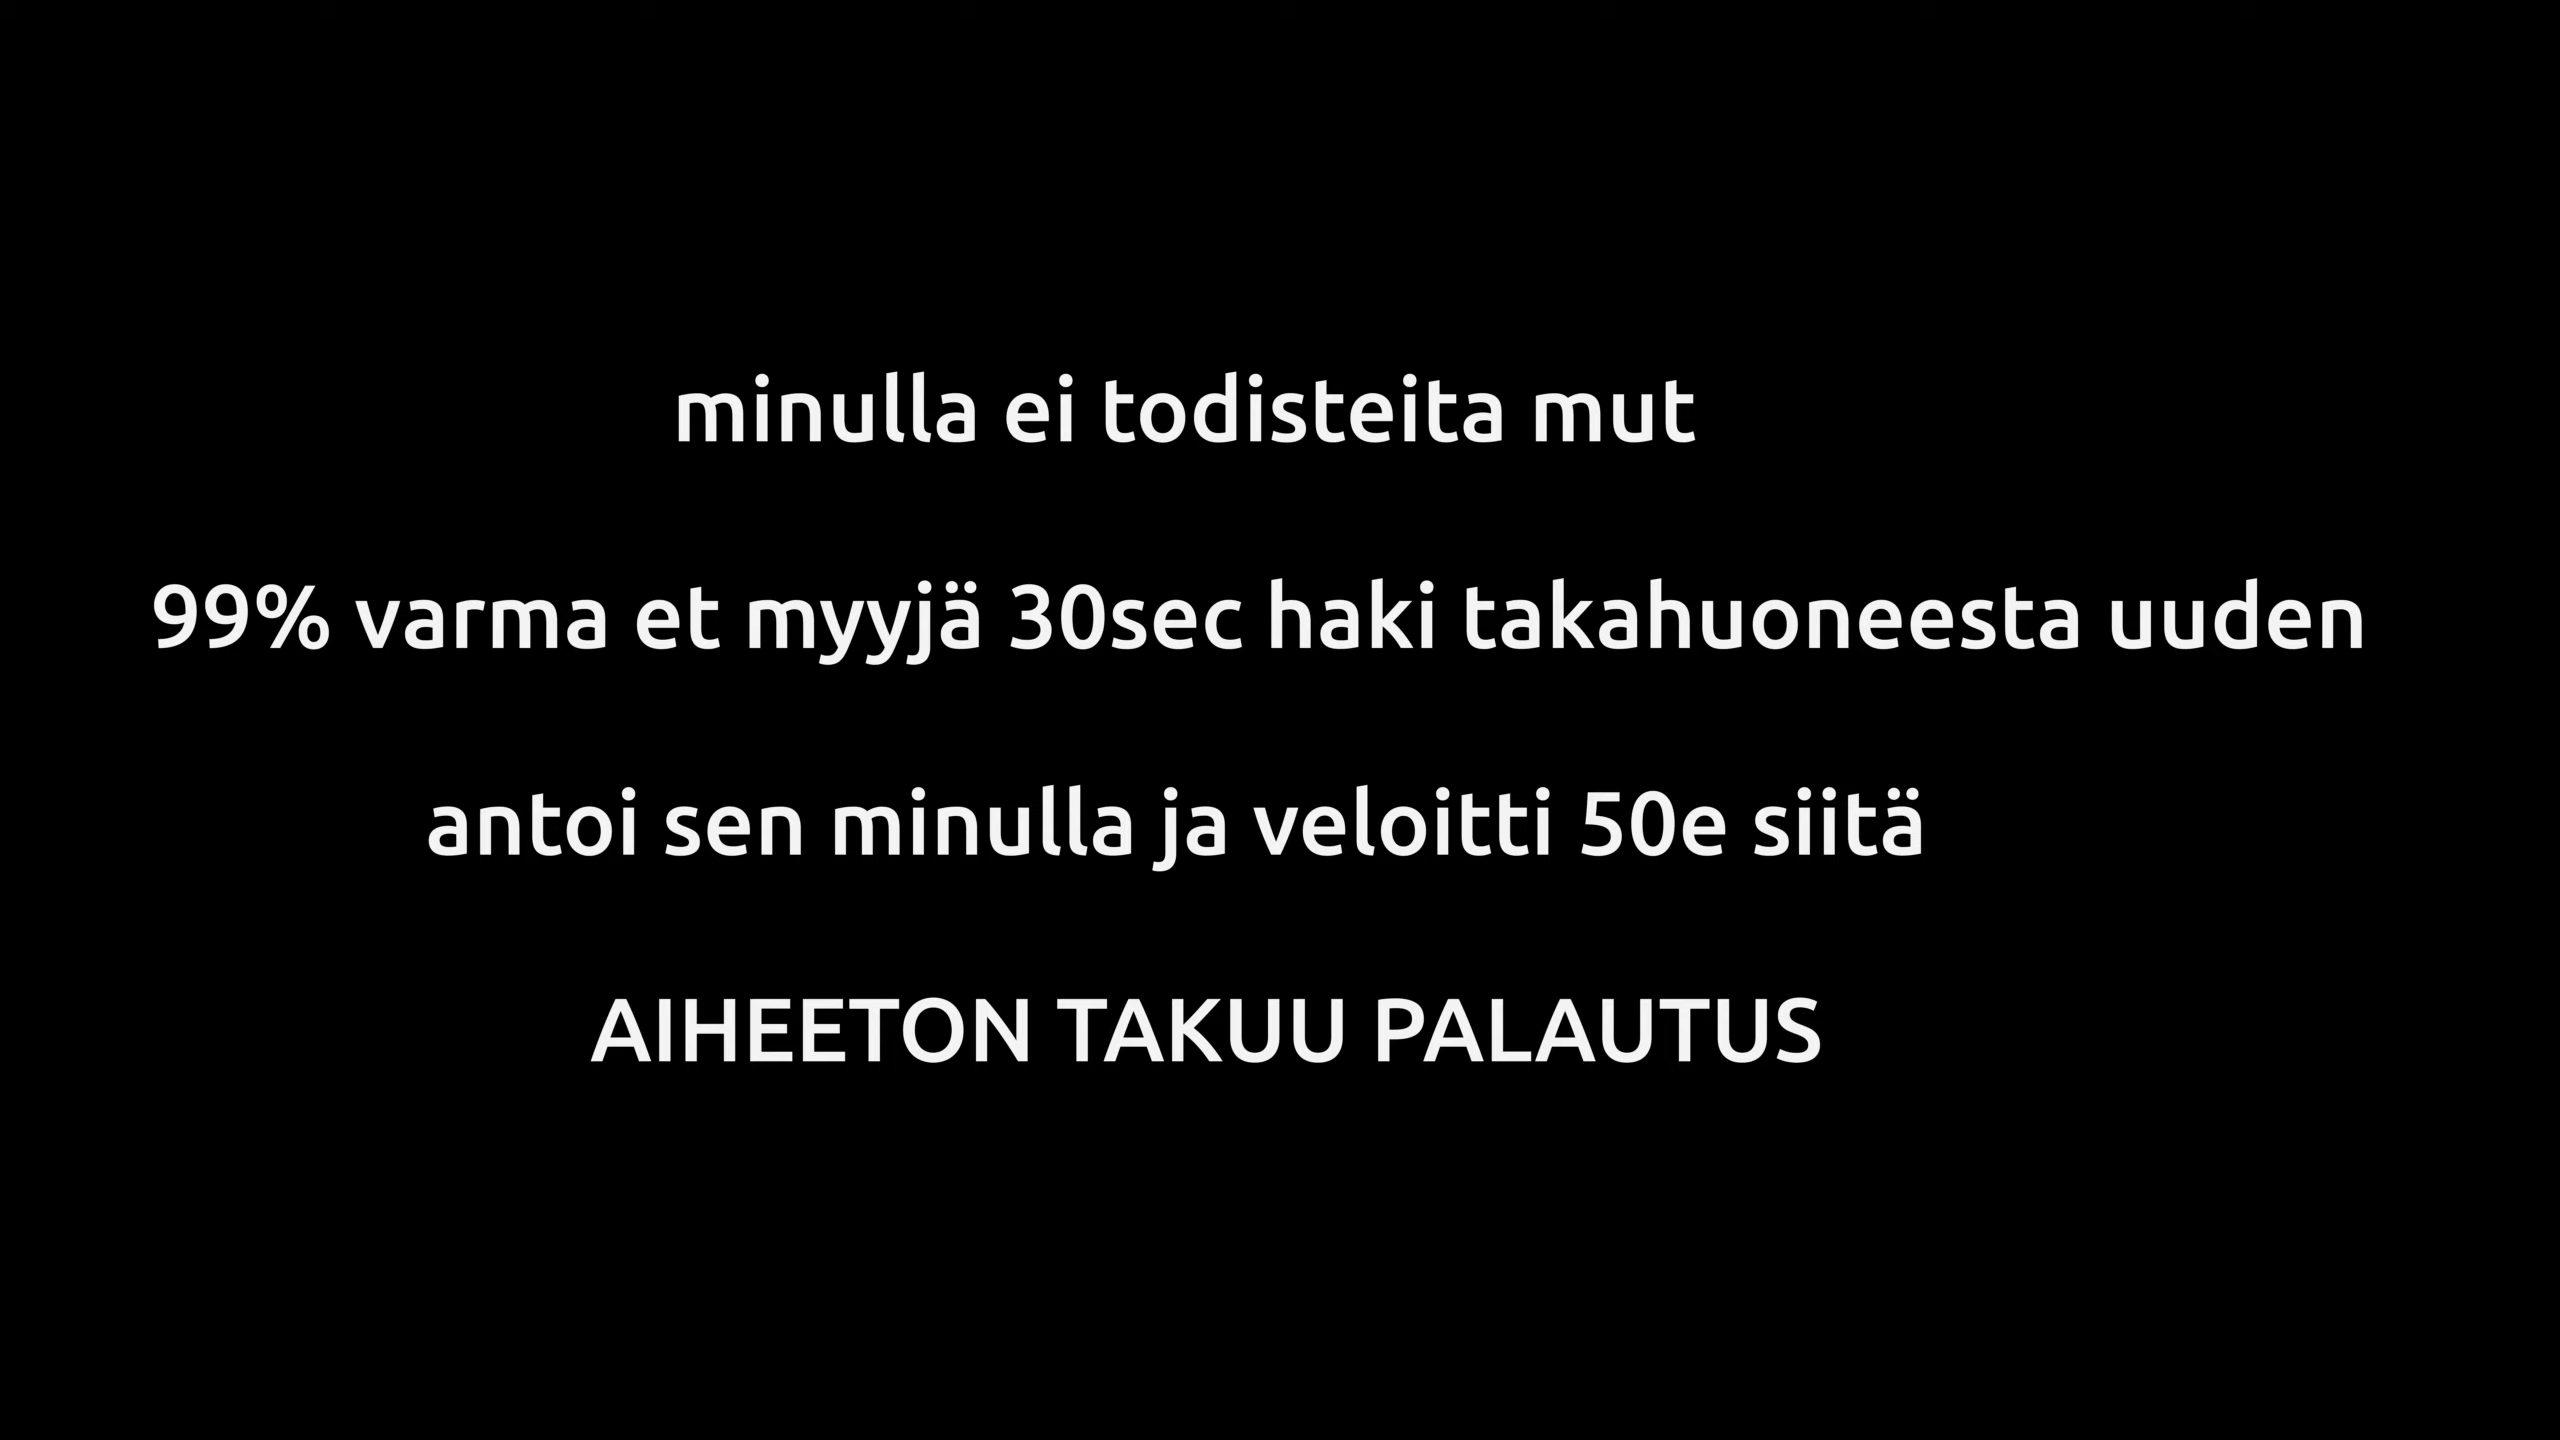 minulla ei todisteita mut
99% varma et myyjä 30sec haki takahuoneesta uuden
antoi sen minulla ja veloitti 50e siitä
AIHEETON TAKUU PALAUTUS